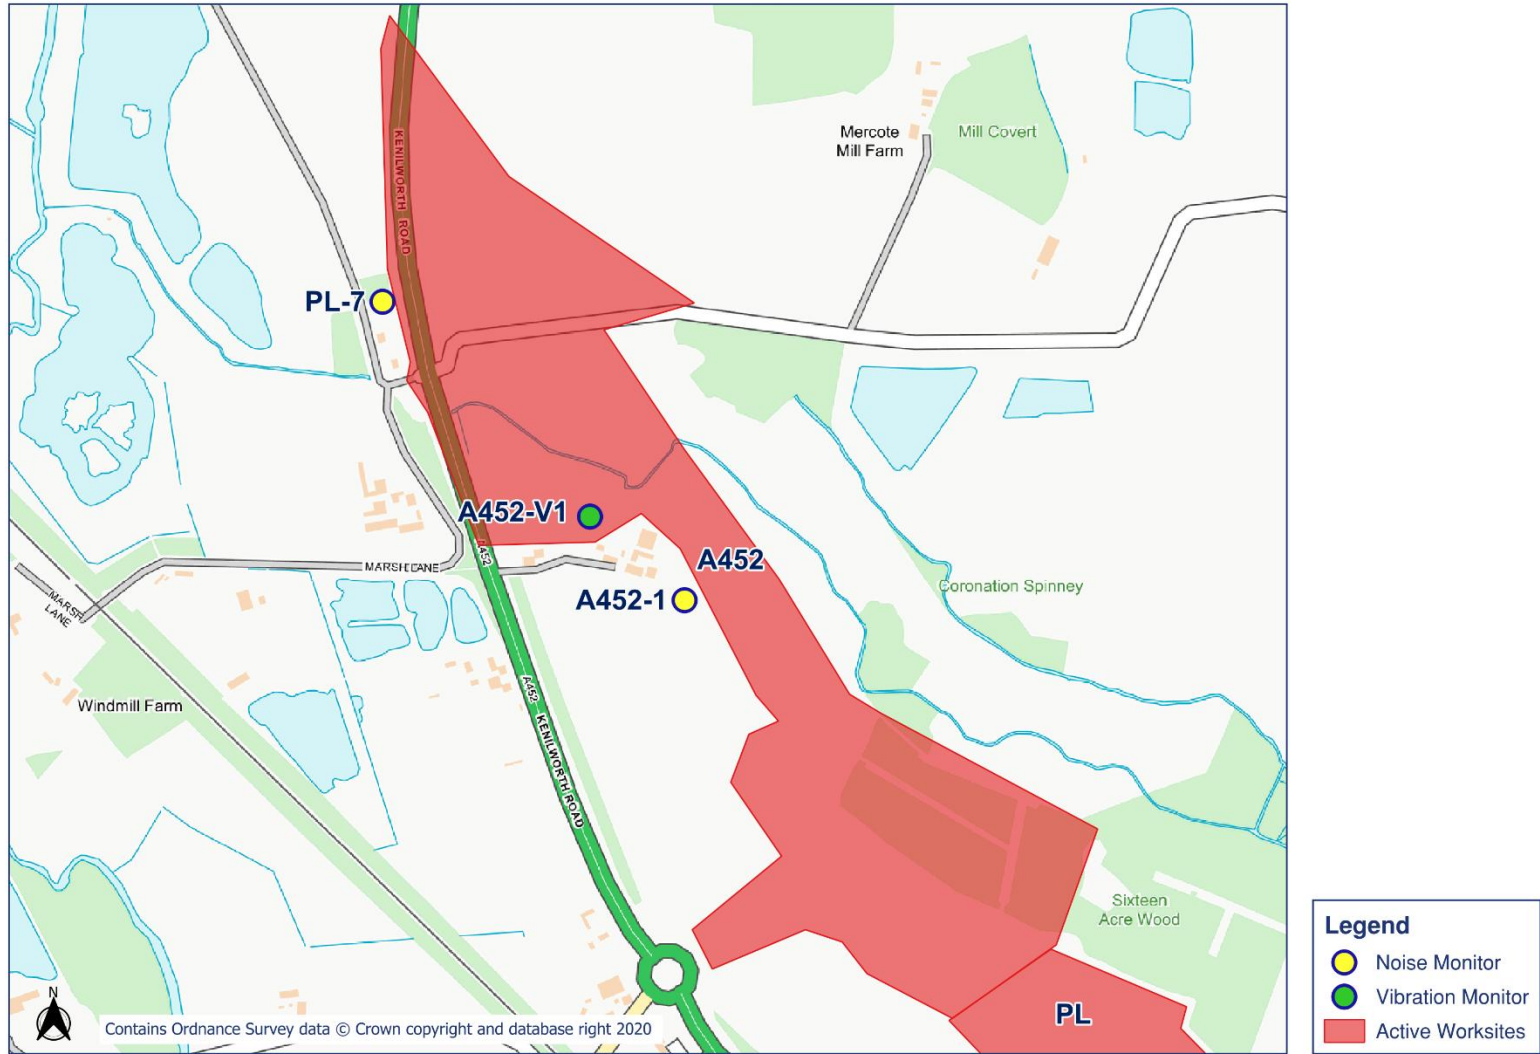 KENILWORTH ROAD
Mercote
Mill Farm
Mill Covert
PL-7
A452-V1
A452
MARSH LANE
A452
A452-1
Coronation Spinney
MARSH
LANE
Windmill Farm
A452 KENILWORTH ROAD
Sixteen
Acre Wood
PL
N
Contains Ordnance Survey data © Crown copyright and database right 2020
Legend
Noise Monitor
Vibration Monitor
Active Worksites